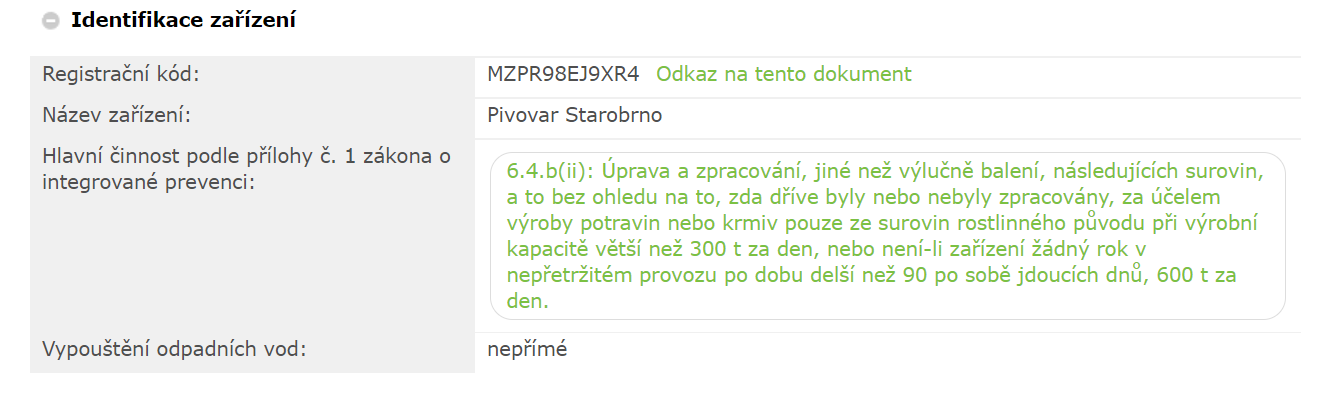 Identifikace zařízení
Registrační kód:
MZPR98EJ9XR4 Odkaz na tento dokument
Název zařízení:
Pivovar Starobrno
Hlavní činnost podle přílohy č. 1 zákona o
integrované prevenci:
6.4.b(ii): Úprava a zpracování, jiné než výlučně balení, následujících surovin,
a to bez ohledu na to, zda dříve byly nebo nebyly zpracovány, za účelem
výroby potravin nebo krmiv pouze ze surovin rostlinného původu při výrobní
kapacitě větší než 300 t za den, nebo není-li zařízení žádný rok v
nepřetržitém provozu po dobu delší než 90 po sobě jdoucích dnů, 600 t za
den.
Vypouštění odpadních vod:
nepřímé